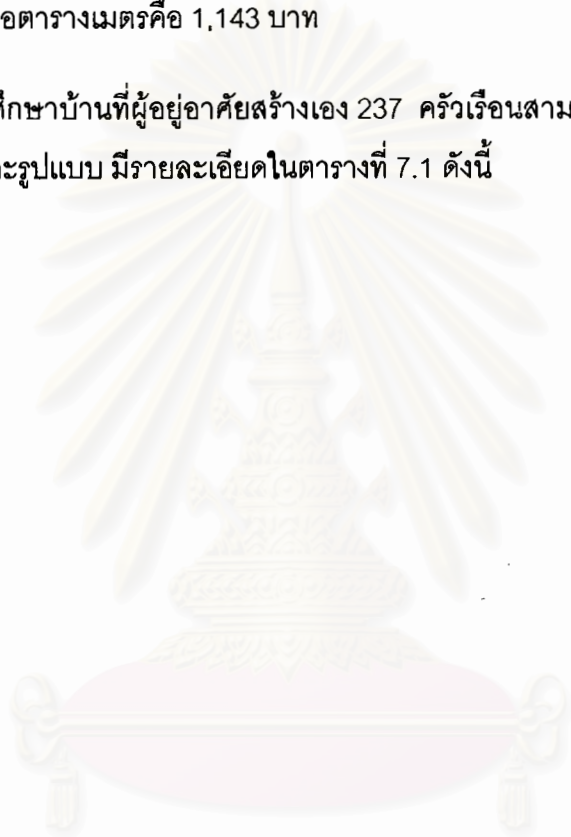 อตารางเมตรคือ 1,143 บาท
ศึกษาบ้านที่ผู้อยู่อาศัยสร้างเอง 237 ครัวเรือนสาม
ะรูปแบบ มีรายละเอียดในตารางที่ 7.1 ดังนี้